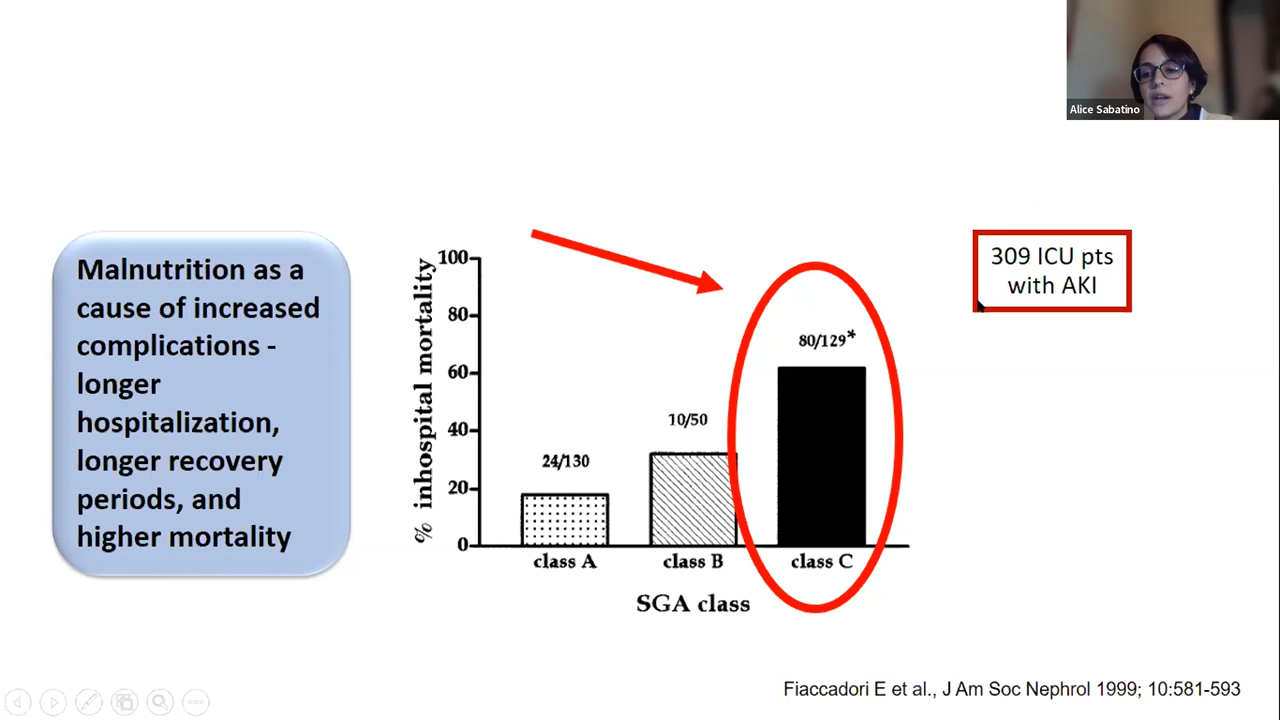 Alice Sabatino
Malnutrition as a
cause of increased
complications -
longer
hospitalization,
longer recovery
periods, and
higher mortality
% inhospital mortality
100
80
60
40
20
0
24/130
10/50
80/129*
class A
class B
class C
SGA class
309 ICU pts
with AKI
Fiaccadori E et al., J Am Soc Nephrol 1999; 10:581-593